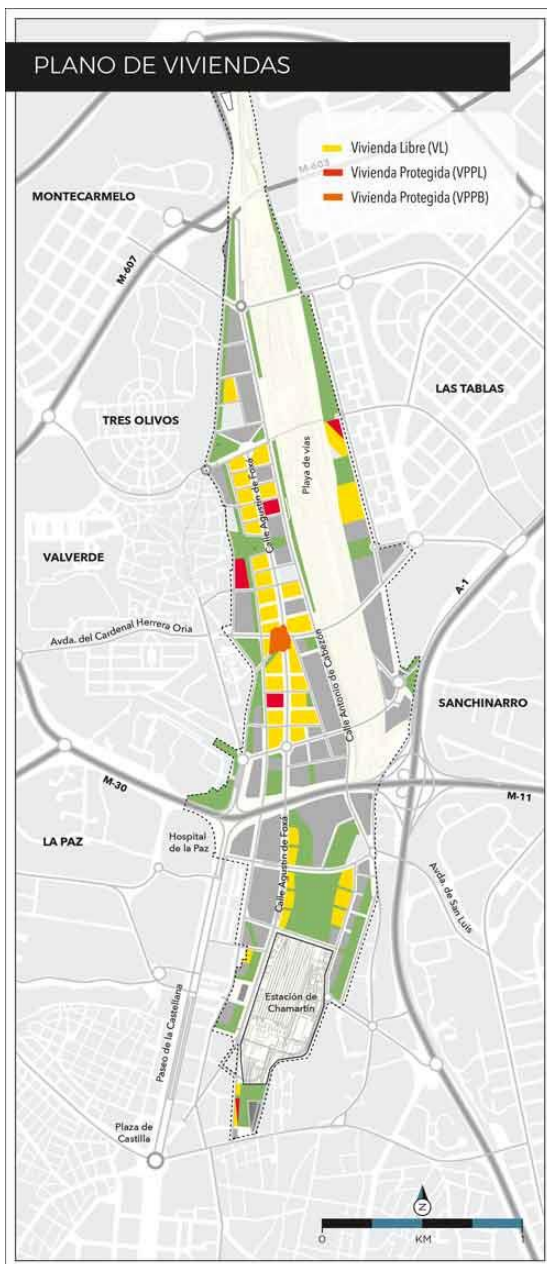 PLANO DE VIVIENDAS
Vivienda Libre (VL)
M-603
Vivienda Protegida (VPPL)
Vivienda Protegida (VPPB)
MONTECARMELO
M-607
LAS TABLAS
TRES OLIVOS
Playa de vías
Calle Agustín de Foxá
VALVERDE
A-1
Avda. del Cardenal Herrera Oria
Calle Antonio de Cabezón
SANCHINARRO
M-30
M-11
LA PAZ
Hospital
de la Paz
Calle Agustín de Foxá
Avda. de San Luis
Estación de
Chamartín
Paseo de la Castellana
Plaza de
Castilla
N
0
KM
1